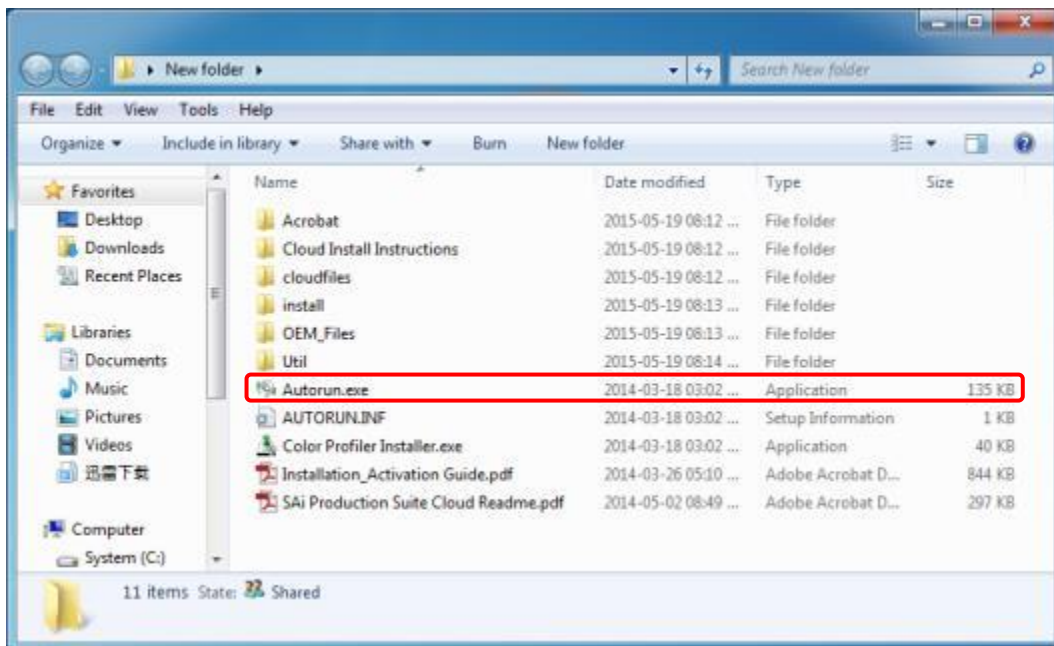 New folder
Search New folder
File Edit View Tools Help
Organize Include in library Share with Burn New folder
Name Date modified Type Size
Favorites
Desktop
Downloads
Recent Places
Libraries
Documents
Music
Pictures
Videos
迅雷下载
Computer
System (C:)
Acrobat 2015-05-19 08:12 ... File folder
Cloud Install Instructions 2015-05-19 08:12 ... File folder
cloudfiles 2015-05-19 08:12 ... File folder
install 2015-05-19 08:13 ... File folder
OEM_Files 2015-05-19 08:13 ... File folder
Util 2015-05-19 08:14 ... File folder
Autorun.exe 2014-03-18 03:02 ... Application 135 KB
AUTORUN.INF 2014-03-18 03:02 ... Setup Information 1 KB
Color Profiler Installer.exe 2014-03-18 03:02 ... Application 40 KB
Installation_Activation Guide.pdf 2014-03-26 05:10 ... Adobe Acrobat D... 844 KB
SAi Production Suite Cloud Readme.pdf 2014-05-02 08:49 ... Adobe Acrobat D... 297 KB
11 items State: Shared